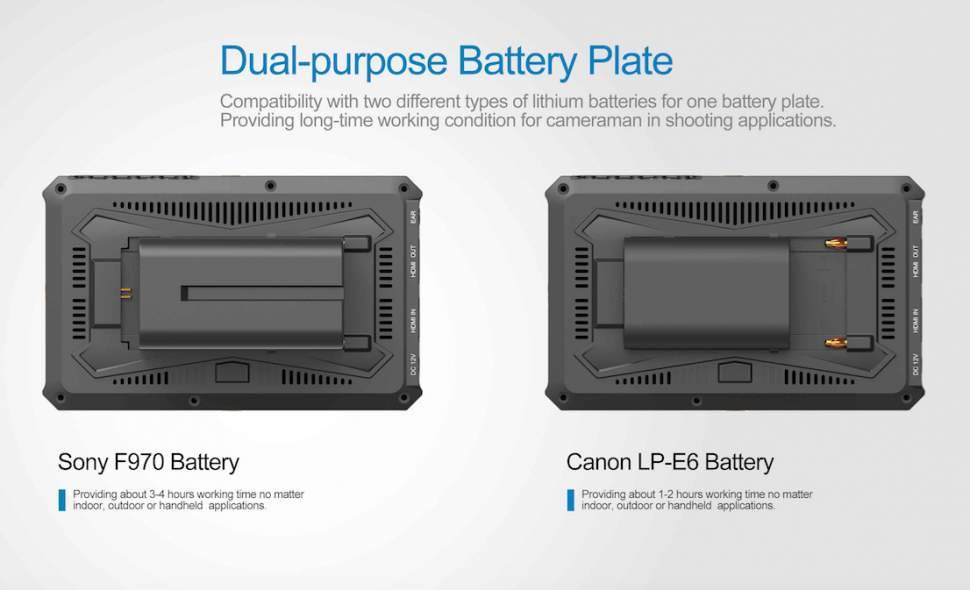 Dual-purpose Battery Plate
Compatibility with two different types of lithium batteries for one battery plate.
Providing long-time working condition for cameraman in shooting applications.
EAR
HDMI OUT
HDMI IN
DC 12V
EAR
HDMI OUT
HDMI IN
DC 12V
Sony F970 Battery
Providing about 3-4 hours working time no matter
indoor, outdoor or handheld applications.
Canon LP-E6 Battery
Providing about 1-2 hours working time no matter
indoor, outdoor or handheld applications.